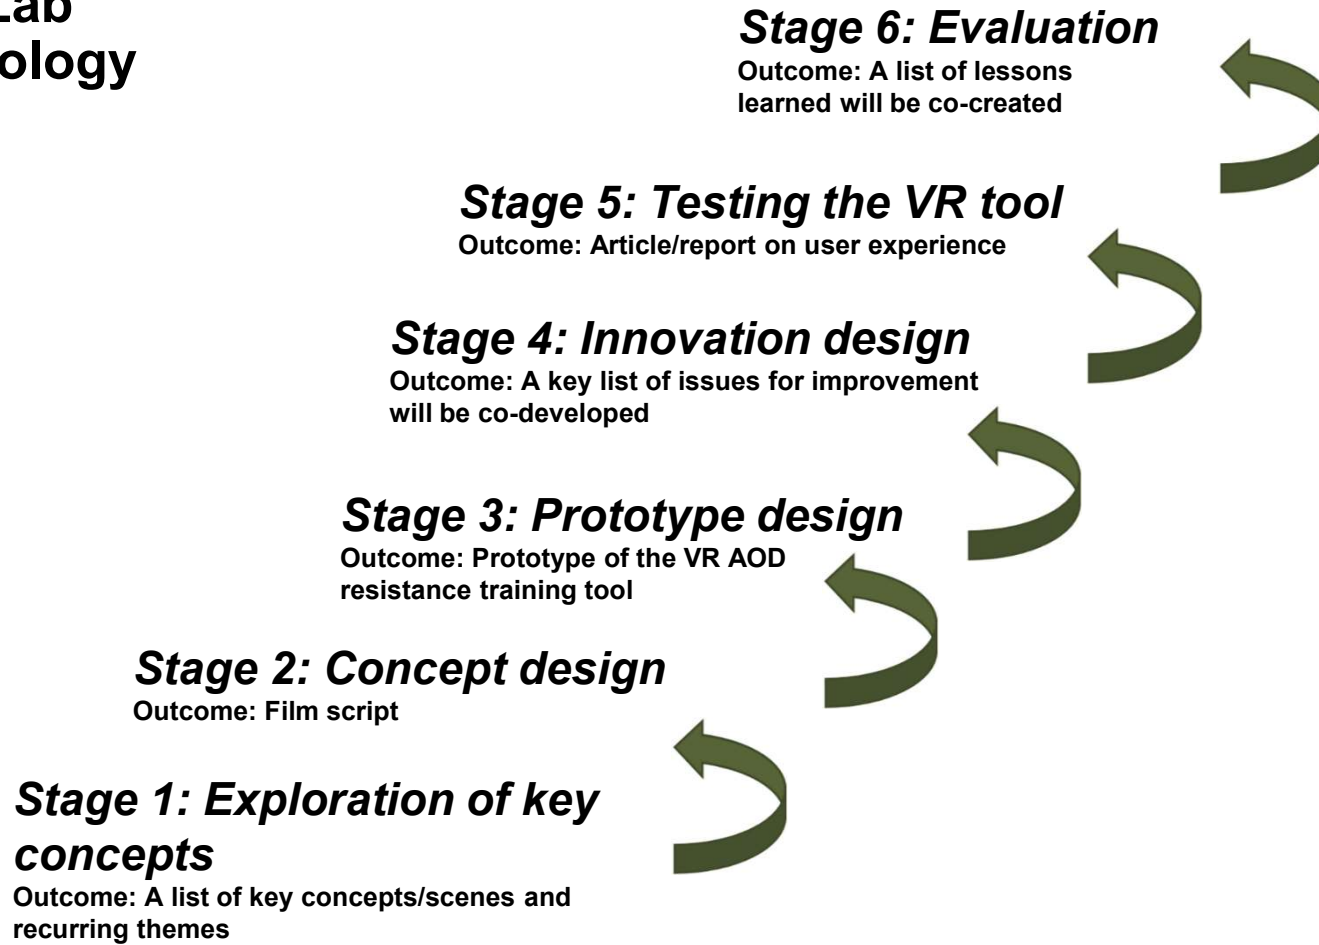 Lab
ology
Stage 6: Evaluation
Outcome: A list of lessons
learned will be co-created
Stage 5: Testing the VR tool
Outcome: Article/report on user experience
Stage 4: Innovation design
Outcome: A key list of issues for improvement
will be co-developed
Stage 3: Prototype design
Outcome: Prototype of the VR AOD
resistance training tool
Stage 2: Concept design
Outcome: Film script
Stage 1: Exploration of key
concepts
Outcome: A list of key concepts/scenes and
recurring themes